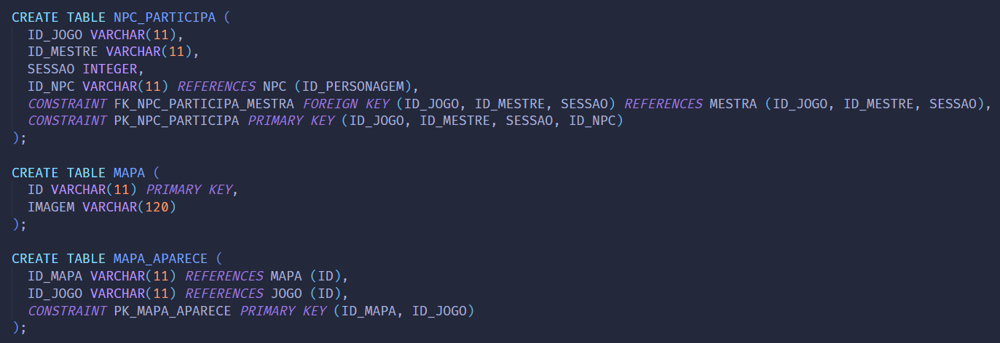 CREATE TABLE NPC_PARTICIPA (
  ID_JOGO VARCHAR(11),
  ID_MESTRE VARCHAR(11),
  SESSAO INTEGER,
  ID_NPC VARCHAR(11) REFERENCES NPC (ID_PERSONAGEM),
  CONSTRAINT FK_NPC_PARTICIPA_MESTRA FOREIGN KEY (ID_JOGO, ID_MESTRE, SESSAO) REFERENCES MESTRA (ID_JOGO, ID_MESTRE, SESSAO),
  CONSTRAINT PK_NPC_PARTICIPA PRIMARY KEY (ID_JOGO, ID_MESTRE, SESSAO, ID_NPC)
);

CREATE TABLE MAPA (
  ID VARCHAR(11) PRIMARY KEY,
  IMAGEM VARCHAR(120)
);

CREATE TABLE MAPA_APARECE (
  ID_MAPA VARCHAR(11) REFERENCES MAPA (ID),
  ID_JOGO VARCHAR(11) REFERENCES JOGO (ID),
  CONSTRAINT PK_MAPA_APARECE PRIMARY KEY (ID_MAPA, ID_JOGO)
);